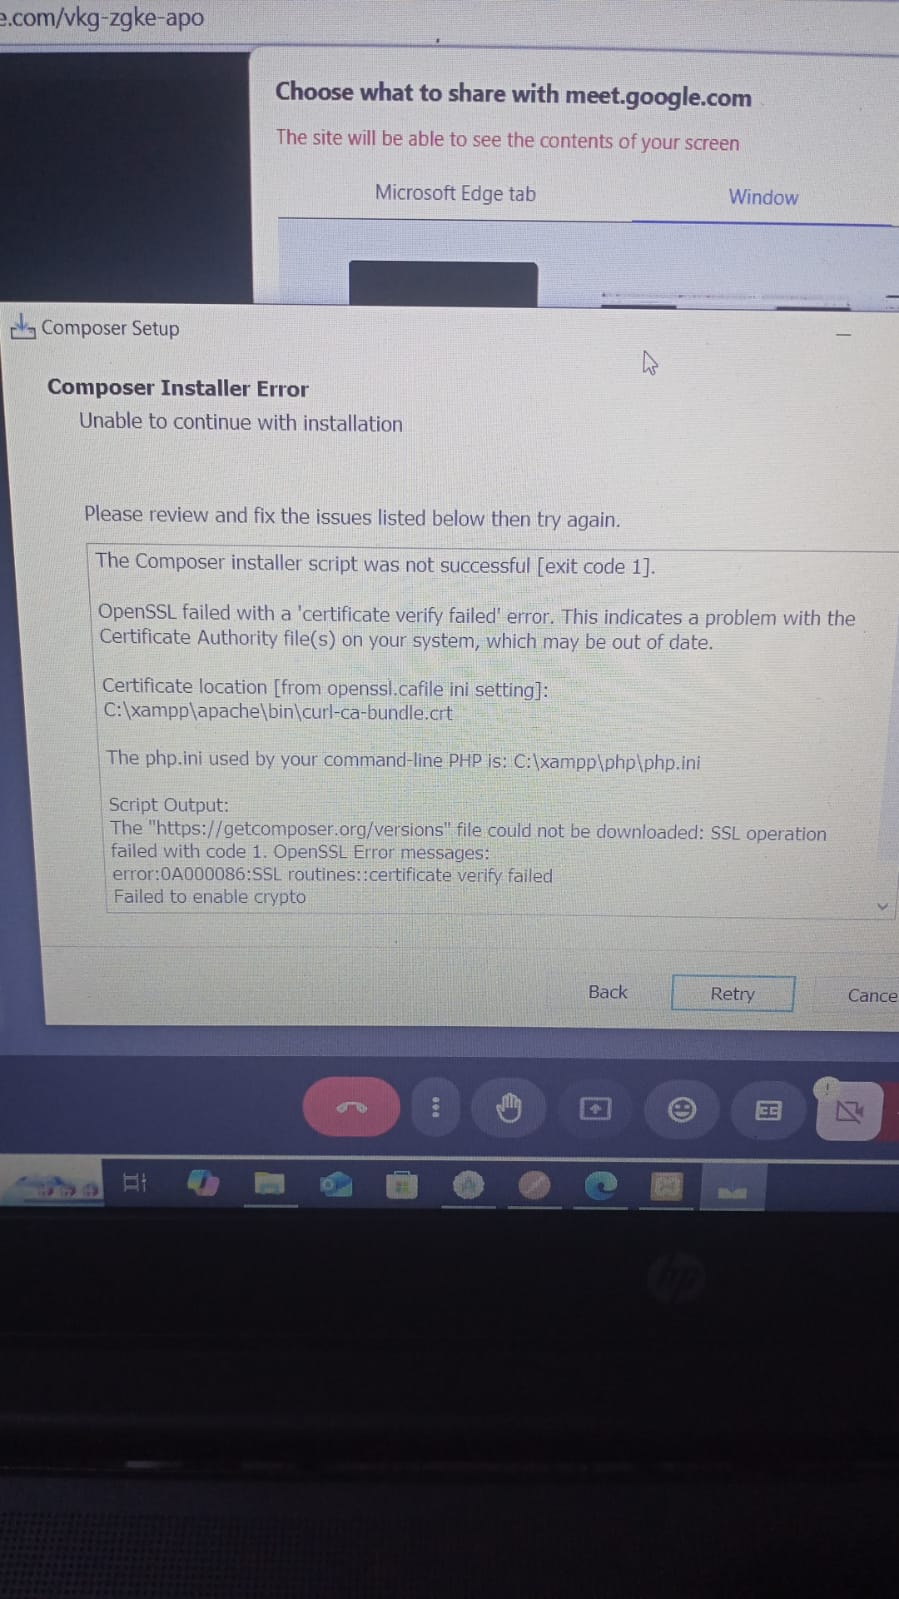 e.com/vkg-zgke-apo
Choose what to share with meet.google.com
The site will be able to see the contents of your screen
Microsoft Edge tab
Window
Composer Setup
Composer Installer Error
Unable to continue with installation
Please review and fix the issues listed below then try again.
The Composer installer script was not successful [exit code 1].
OpenSSL failed with a 'certificate verify failed' error. This indicates a problem with the
Certificate Authority file(s) on your system, which may be out of date.
Certificate location [from openssl.cafile ini setting]:
C:\xampp\apache\bin\curl-ca-bundle.crt
The php.ini used by your command-line PHP is: C:\xampp\php\php.ini
Script Output:
The "https://getcomposer.org/versions" file could not be downloaded: SSL operation
failed with code 1. OpenSSL Error messages:
error:0A000086:SSL routines::certificate verify failed
Failed to enable crypto
Back
Retry
Cance
hp